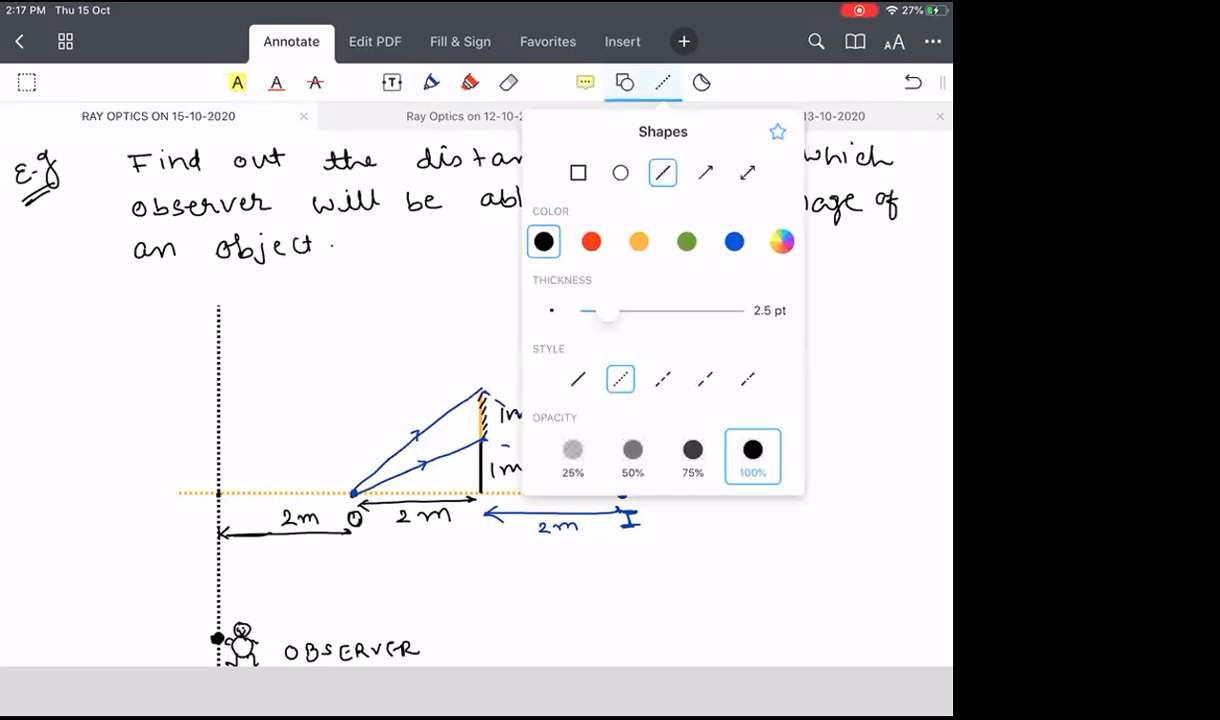 2:17 PM Thu 15 Oct
27%
Annotate
Edit PDF
Fill & Sign
Favorites
Insert
AA
A A A T
RAY OPTICS ON 15-10-2020
Ray Optics on 12-10-2
13-10-2020
Shapes
COLOR
THICKNESS
2.5 pt
STYLE
OPACITY
25%
50%
75%
100%
E.g Find out the distan which
observer will be abl mage of
an object.
1m
1m
2m O 2m
2m I
OBSERVER